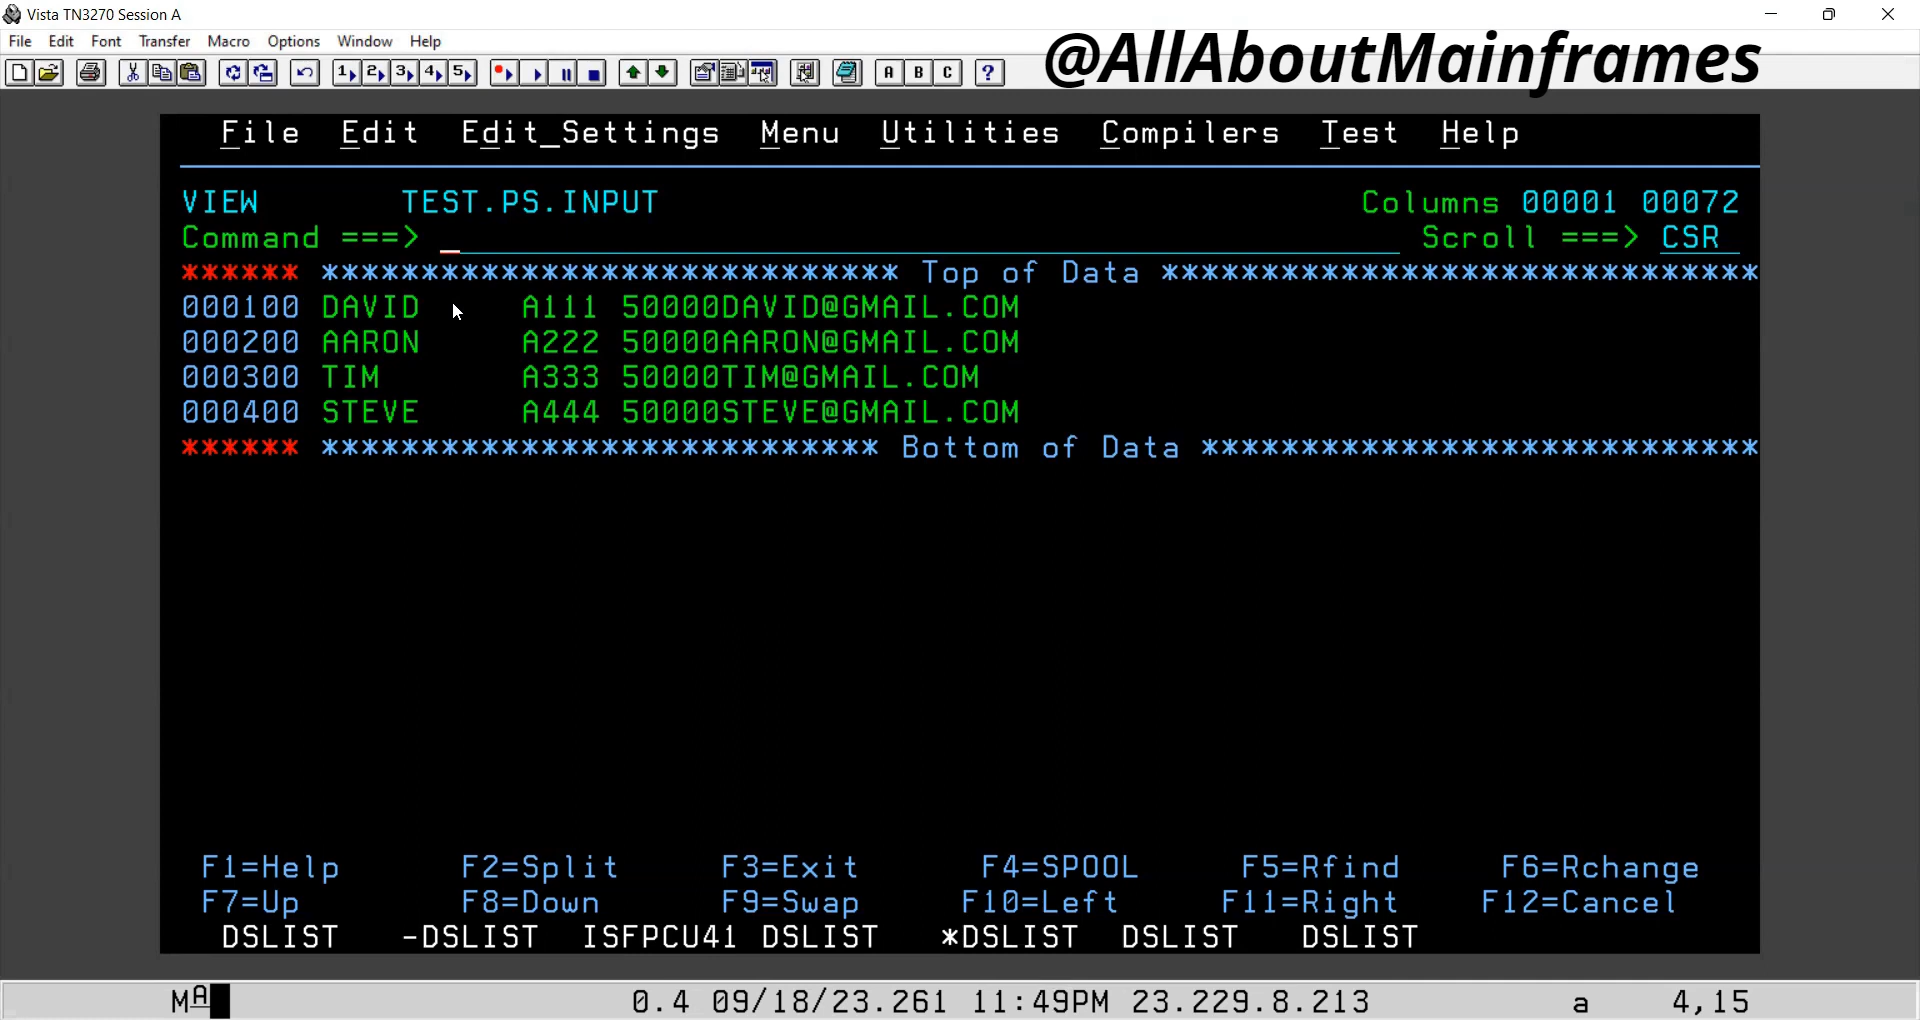 Vista TN3270 Session A
File Edit Font Transfer Macro Options Window Help
@AllAboutMainframes
1 2 3 4 5 A B C ?
File Edit Edit_Settings Menu Utilities Compilers Test Help
VIEW TEST.PS.INPUT Columns 00001 00072
Command ===> _ Scroll ===> CSR
****** ***************************** Top of Data ******************************
000100 DAVID     A111 50000DAVID@GMAIL.COM
000200 AARON     A222 50000AARON@GMAIL.COM
000300 TIM       A333 50000TIM@GMAIL.COM
000400 STEVE     A444 50000STEVE@GMAIL.COM
****** **************************** Bottom of Data ****************************
F1=Help F2=Split F3=Exit F4=SPOOL F5=Rfind F6=Rchange
F7=Up F8=Down F9=Swap F10=Left F11=Right F12=Cancel
DSLIST -DSLIST ISFPCU41 DSLIST *DSLIST DSLIST DSLIST
MA 0.4 09/18/23.261 11:49PM 23.229.8.213 a 4,15